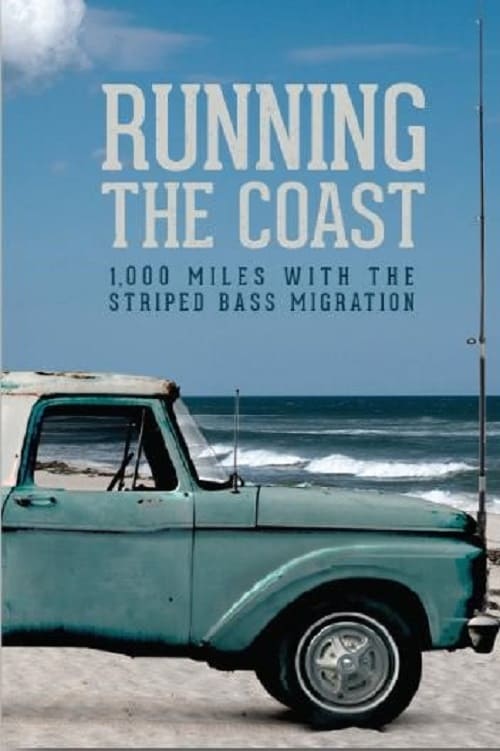 RUNNING
THE COAST
1,000 MILES WITH THE
STRIPED BASS MIGRATION